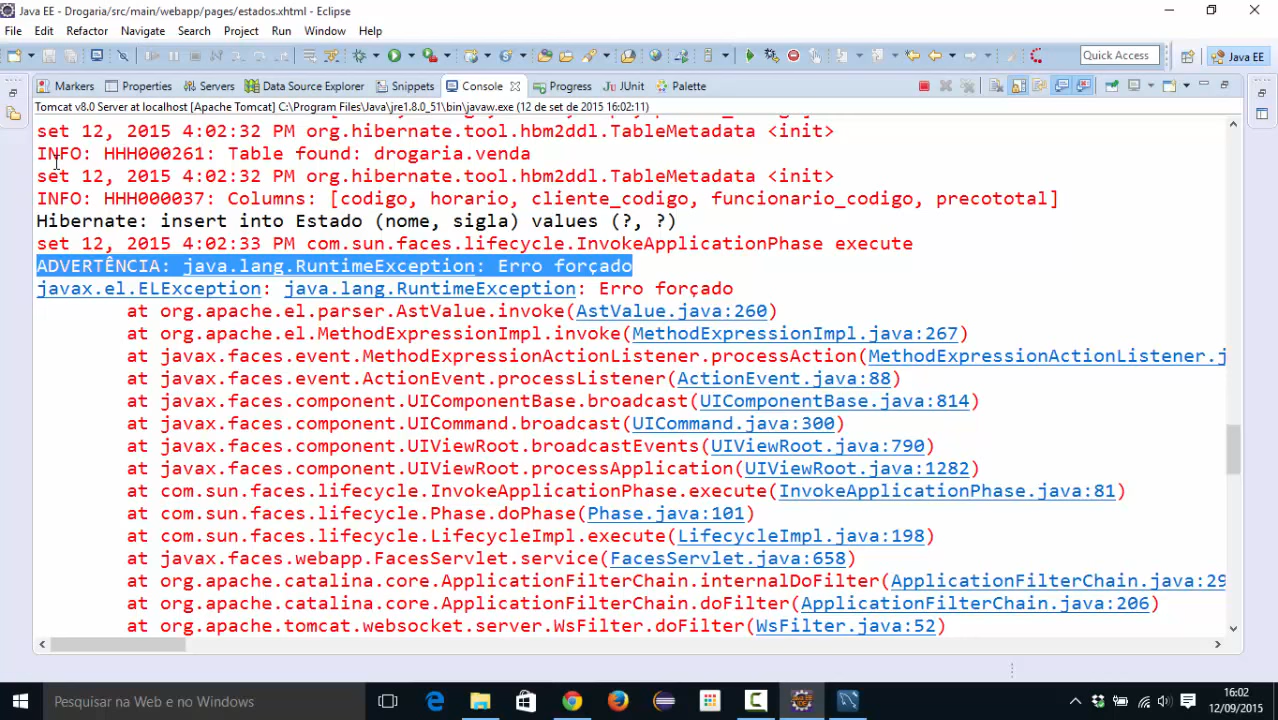 Java EE - Drogaria/src/main/webapp/pages/estados.xhtml - Eclipse
File Edit Refactor Navigate Search Project Run Window Help
Quick Access Java EE
Markers Properties Servers Data Source Explorer Snippets Console Progress JUnit Palette
Tomcat v8.0 Server at localhost [Apache Tomcat] C:\Program Files\Java\jre1.8.0_51\bin\javaw.exe (12 de set de 2015 16:02:11)
set 12, 2015 4:02:32 PM org.hibernate.tool.hbm2ddl.TableMetadata <init>
INFO: HHH000261: Table found: drogaria.venda
set 12, 2015 4:02:32 PM org.hibernate.tool.hbm2ddl.TableMetadata <init>
INFO: HHH000037: Columns: [codigo, horario, cliente_codigo, funcionario_codigo, precototal]
Hibernate: insert into Estado (nome, sigla) values (?, ?)
set 12, 2015 4:02:33 PM com.sun.faces.lifecycle.InvokeApplicationPhase execute
ADVERTÊNCIA: java.lang.RuntimeException: Erro forçado
javax.el.ELException: java.lang.RuntimeException: Erro forçado
at org.apache.el.parser.AstValue.invoke(AstValue.java:260)
at org.apache.el.MethodExpressionImpl.invoke(MethodExpressionImpl.java:267)
at javax.faces.event.MethodExpressionActionListener.processAction(MethodExpressionActionListener.j
at javax.faces.event.ActionEvent.processListener(ActionEvent.java:88)
at javax.faces.component.UIComponentBase.broadcast(UIComponentBase.java:814)
at javax.faces.component.UICommand.broadcast(UICommand.java:300)
at javax.faces.component.UIViewRoot.broadcastEvents(UIViewRoot.java:790)
at javax.faces.component.UIViewRoot.processApplication(UIViewRoot.java:1282)
at com.sun.faces.lifecycle.InvokeApplicationPhase.execute(InvokeApplicationPhase.java:81)
at com.sun.faces.lifecycle.Phase.doPhase(Phase.java:101)
at com.sun.faces.lifecycle.LifecycleImpl.execute(LifecycleImpl.java:198)
at javax.faces.webapp.FacesServlet.service(FacesServlet.java:658)
at org.apache.catalina.core.ApplicationFilterChain.internalDoFilter(ApplicationFilterChain.java:29
at org.apache.catalina.core.ApplicationFilterChain.doFilter(ApplicationFilterChain.java:206)
at org.apache.tomcat.websocket.server.WsFilter.doFilter(WsFilter.java:52)
Pesquisar na Web e no Windows
16:02
12/09/2015